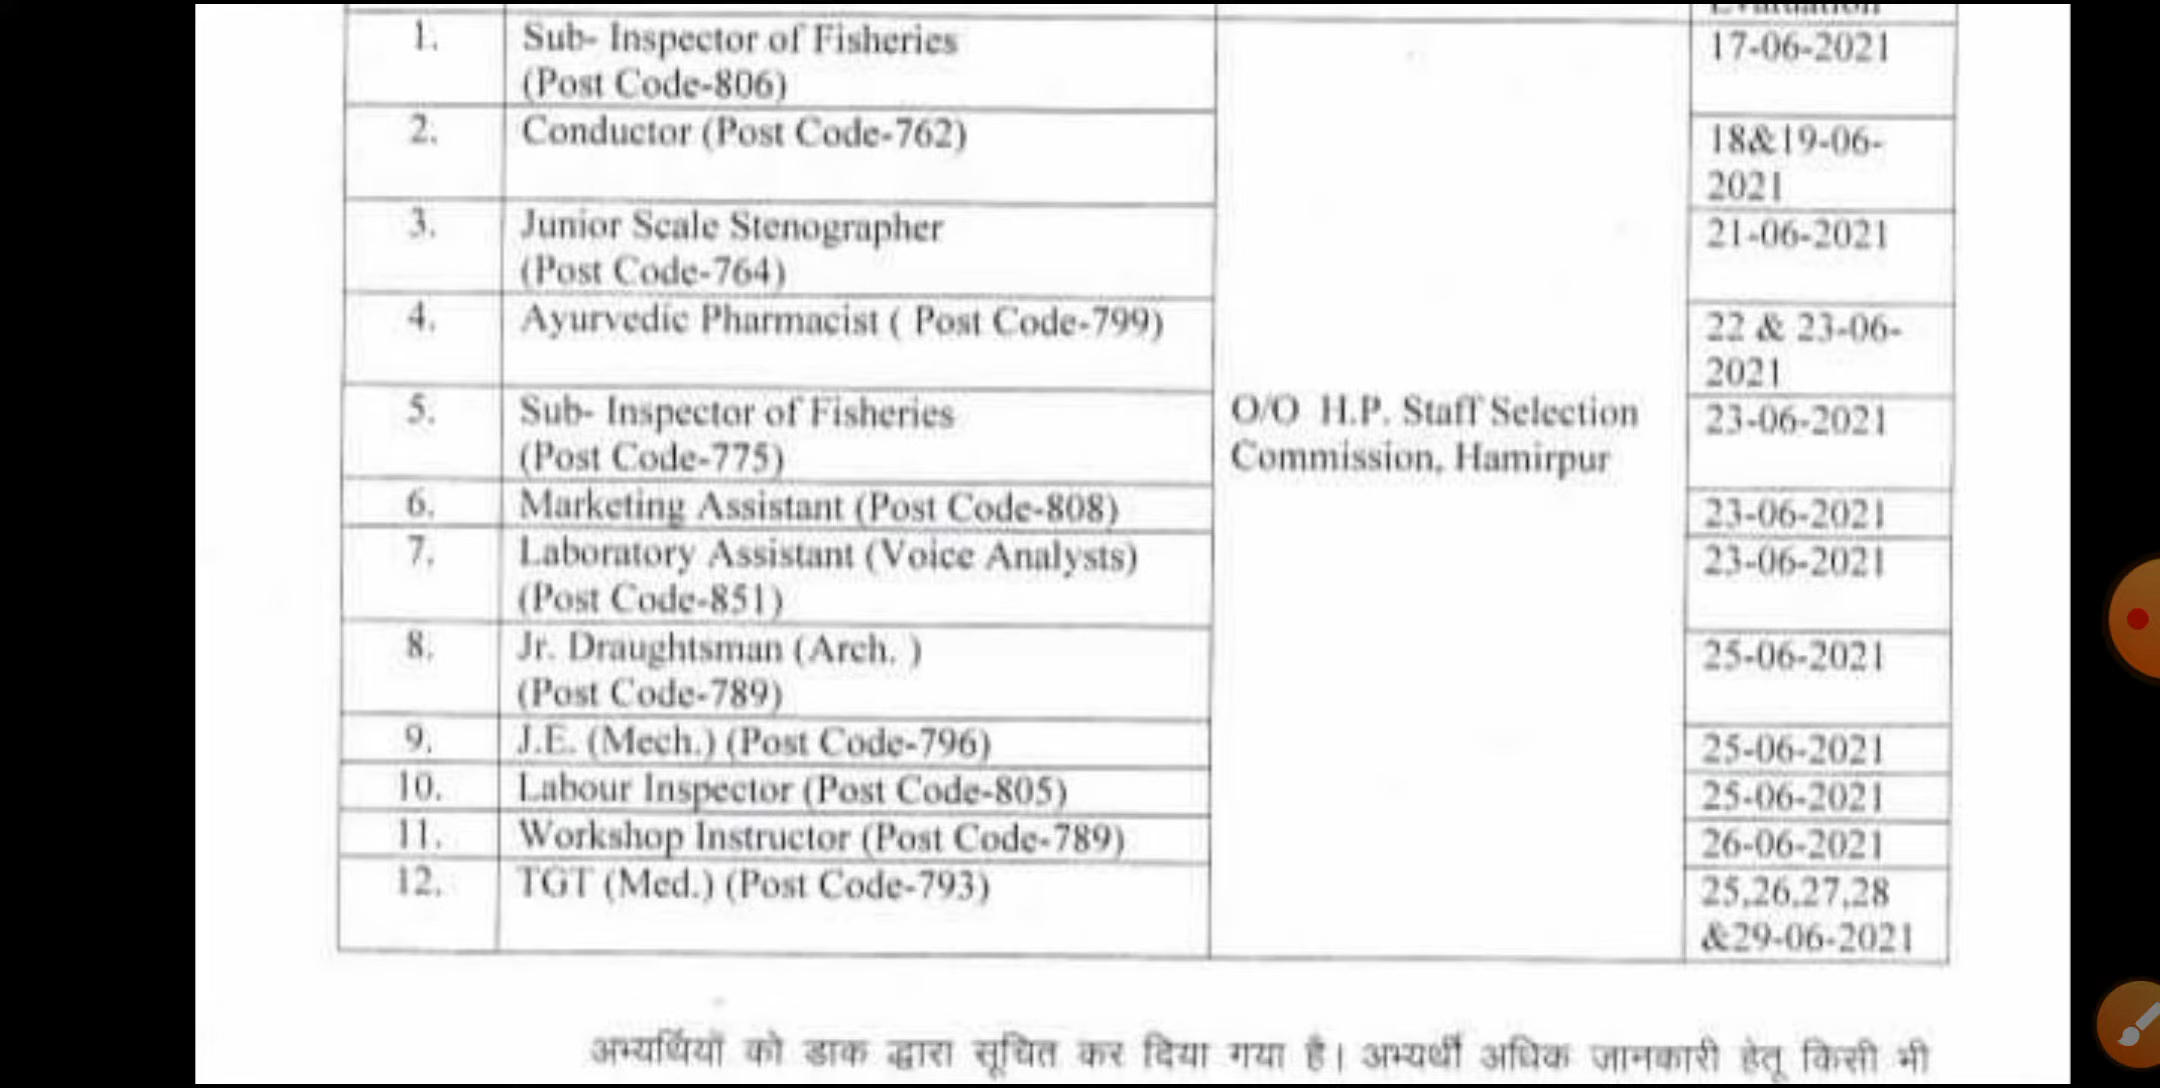 Evaluation
1.
Sub- Inspector of Fisheries
(Post Code-806)
17-06-2021
2.
Conductor (Post Code-762)
18&19-06-
2021
3.
Junior Scale Stenographer
(Post Code-764)
21-06-2021
4.
Ayurvedic Pharmacist ( Post Code-799)
22 & 23-06-
2021
5.
Sub- Inspector of Fisheries
(Post Code-775)
O/O H.P. Staff Selection
Commission, Hamirpur
23-06-2021
6.
Marketing Assistant (Post Code-808)
23-06-2021
7.
Laboratory Assistant (Voice Analysts)
(Post Code-851)
23-06-2021
8.
Jr. Draughtsman (Arch. )
(Post Code-789)
25-06-2021
9.
J.E. (Mech.) (Post Code-796)
25-06-2021
10.
Labour Inspector (Post Code-805)
25-06-2021
11.
Workshop Instructor (Post Code-789)
26-06-2021
12.
TGT (Med.) (Post Code-793)
25,26,27,28
&29-06-2021
अभ्यर्थियों को डाक द्वारा सूचित कर दिया गया है। अभ्यर्थी अधिक जानकारी हेतू किसी भी